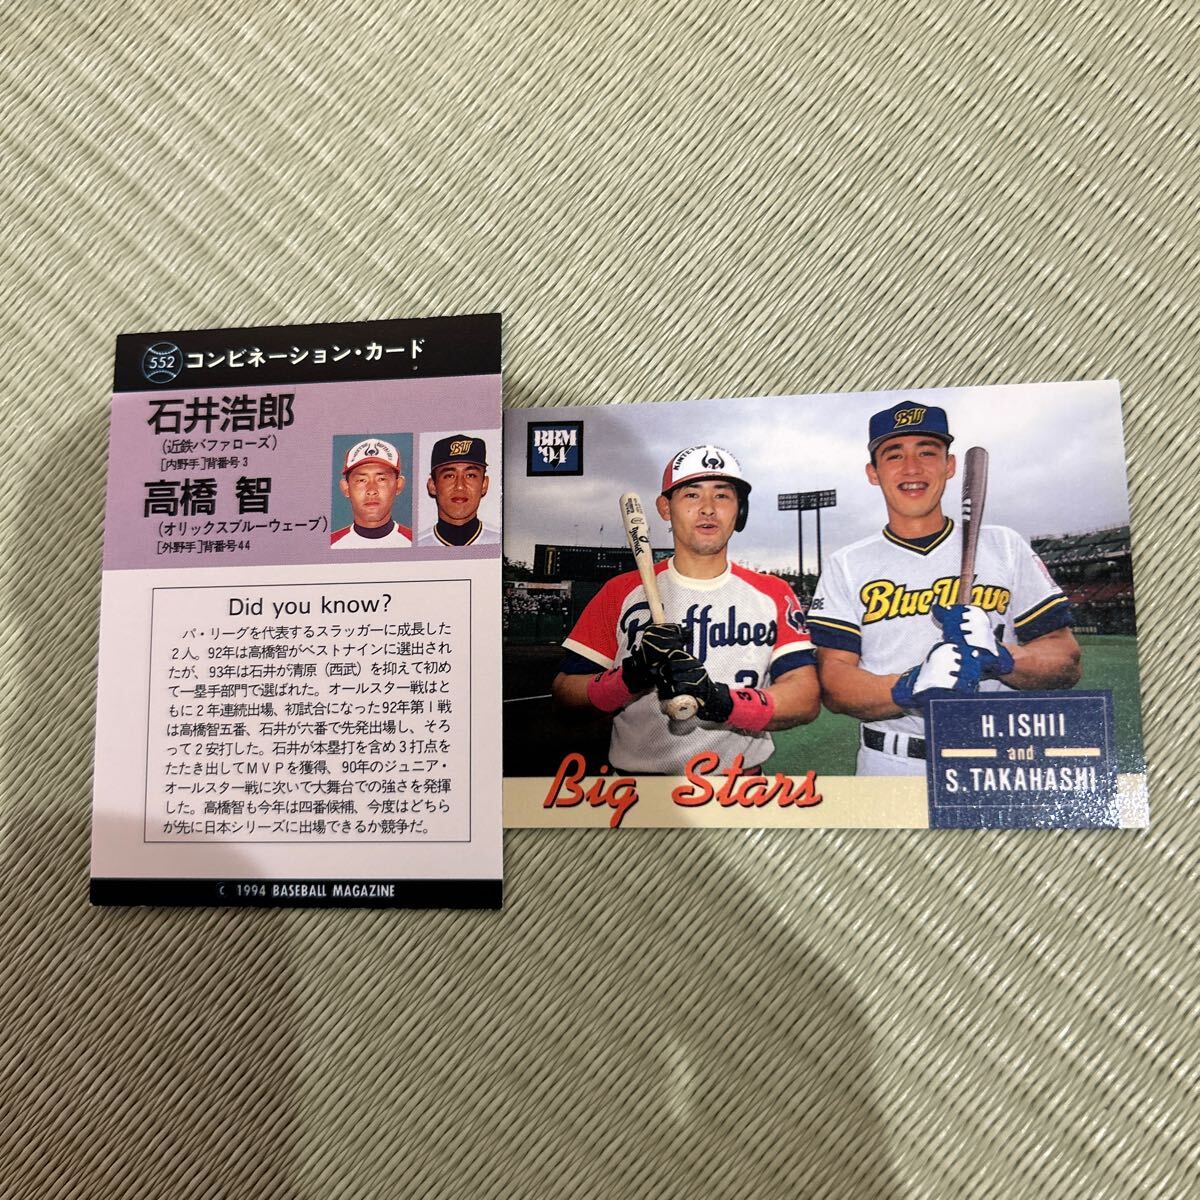 552 コンビネーション・カード
石井浩郎
(近鉄バファローズ)
[内野手]背番号3
高橋 智
(オリックスブルーウェーブ)
[外野手]背番号44
Did you know?
パ・リーグを代表するスラッガーに成長した
2人。92年は高橋智がベストナインに選出され
たが、93年は石井が清原(西武)を抑えて初め
て一塁手部門で選ばれた。オールスター戦はと
もに2年連続出場、初試合になった92年第1戦
は高橋智五番、石井が六番で先発出場し、そろ
って2安打した。石井が本塁打を含め3打点を
たたき出してMVPを獲得、90年のジュニア・
オールスター戦に次いで大舞台での強さを発揮
した。高橋智も今年は四番候補、今度はどちら
が先に日本シリーズに出場できるか競争だ。
C 1994 BASEBALL MAGAZINE
BBM
'94
BW
KINTETSU
Buffaloes
3
BlueWave
Big Stars
H.ISHII
and
S.TAKAHASHI